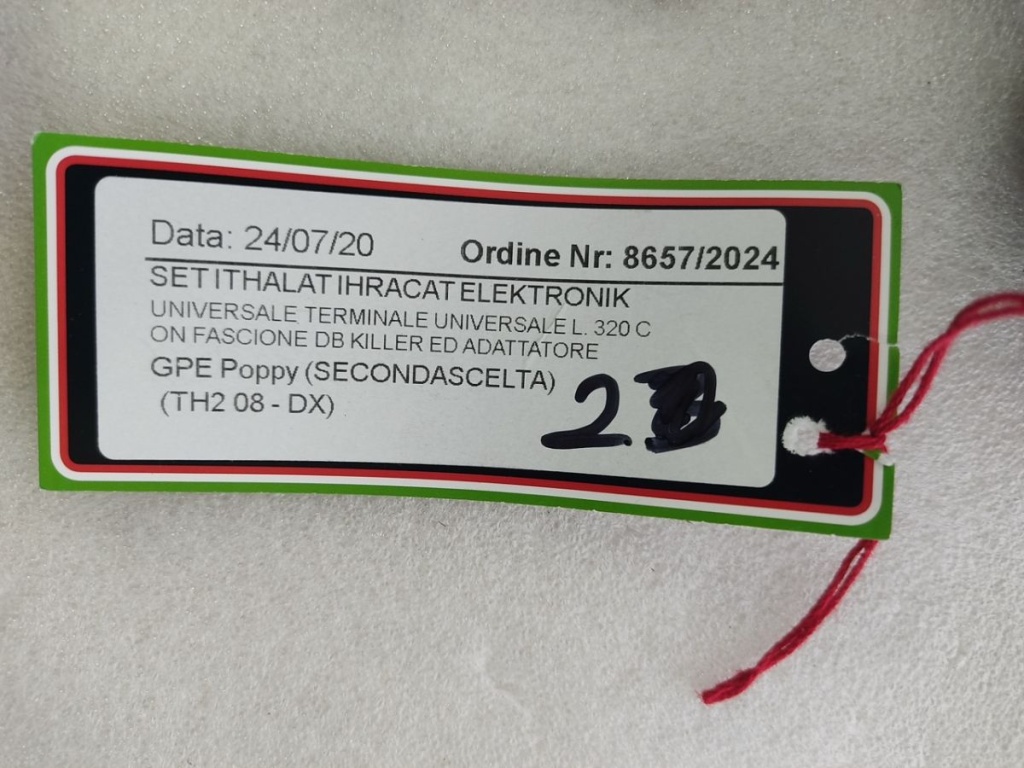 Data: 24/07/20 Ordine Nr: 8657/2024
SET ITHALAT IHRACAT ELEKTRONIK
UNIVERSALE TERMINALE UNIVERSALE L. 320 C
ON FASCIONE DB KILLER ED ADATTATORE
GPE Poppy (SECONDASCELTA)
(TH2 08 - DX)
2